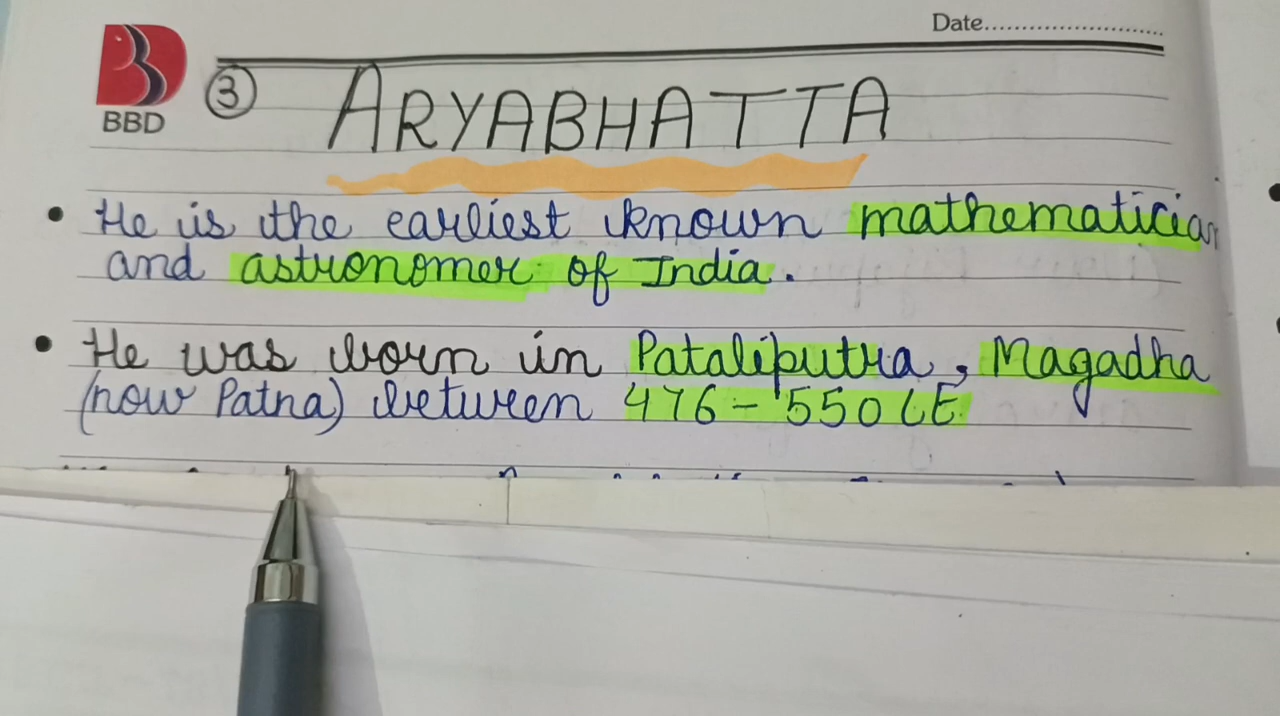 Date........................
BBD
③ ARYABHATTA
• He is the earliest known mathematician
and astronomer of India.
• He was born in Pataliputra, Magadha
(now Patna) between 476 - 550 CE